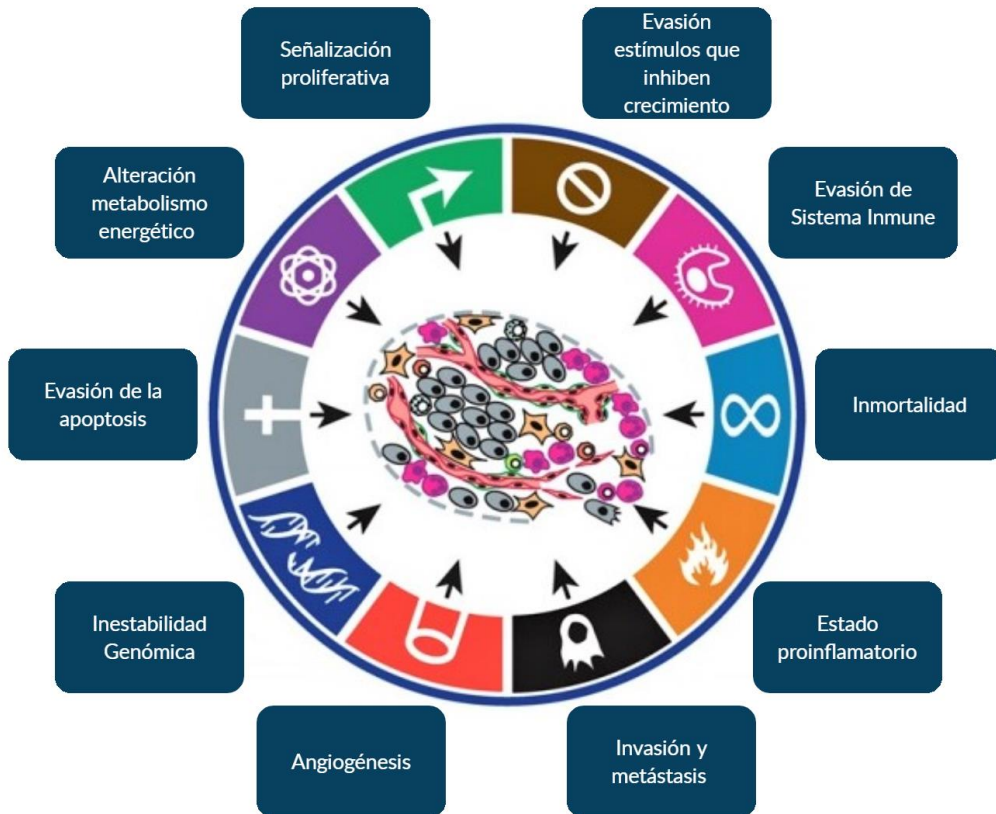 Señalización
proliferativa
Evasión
estímulos que
inhiben
crecimiento
Alteración
metabolismo
energético
Evasión de
Sistema Inmune
Evasión de la
apoptosis
Inmortalidad
Inestabilidad
Genómica
Estado
proinflamatorio
Angiogénesis
Invasión y
metástasis